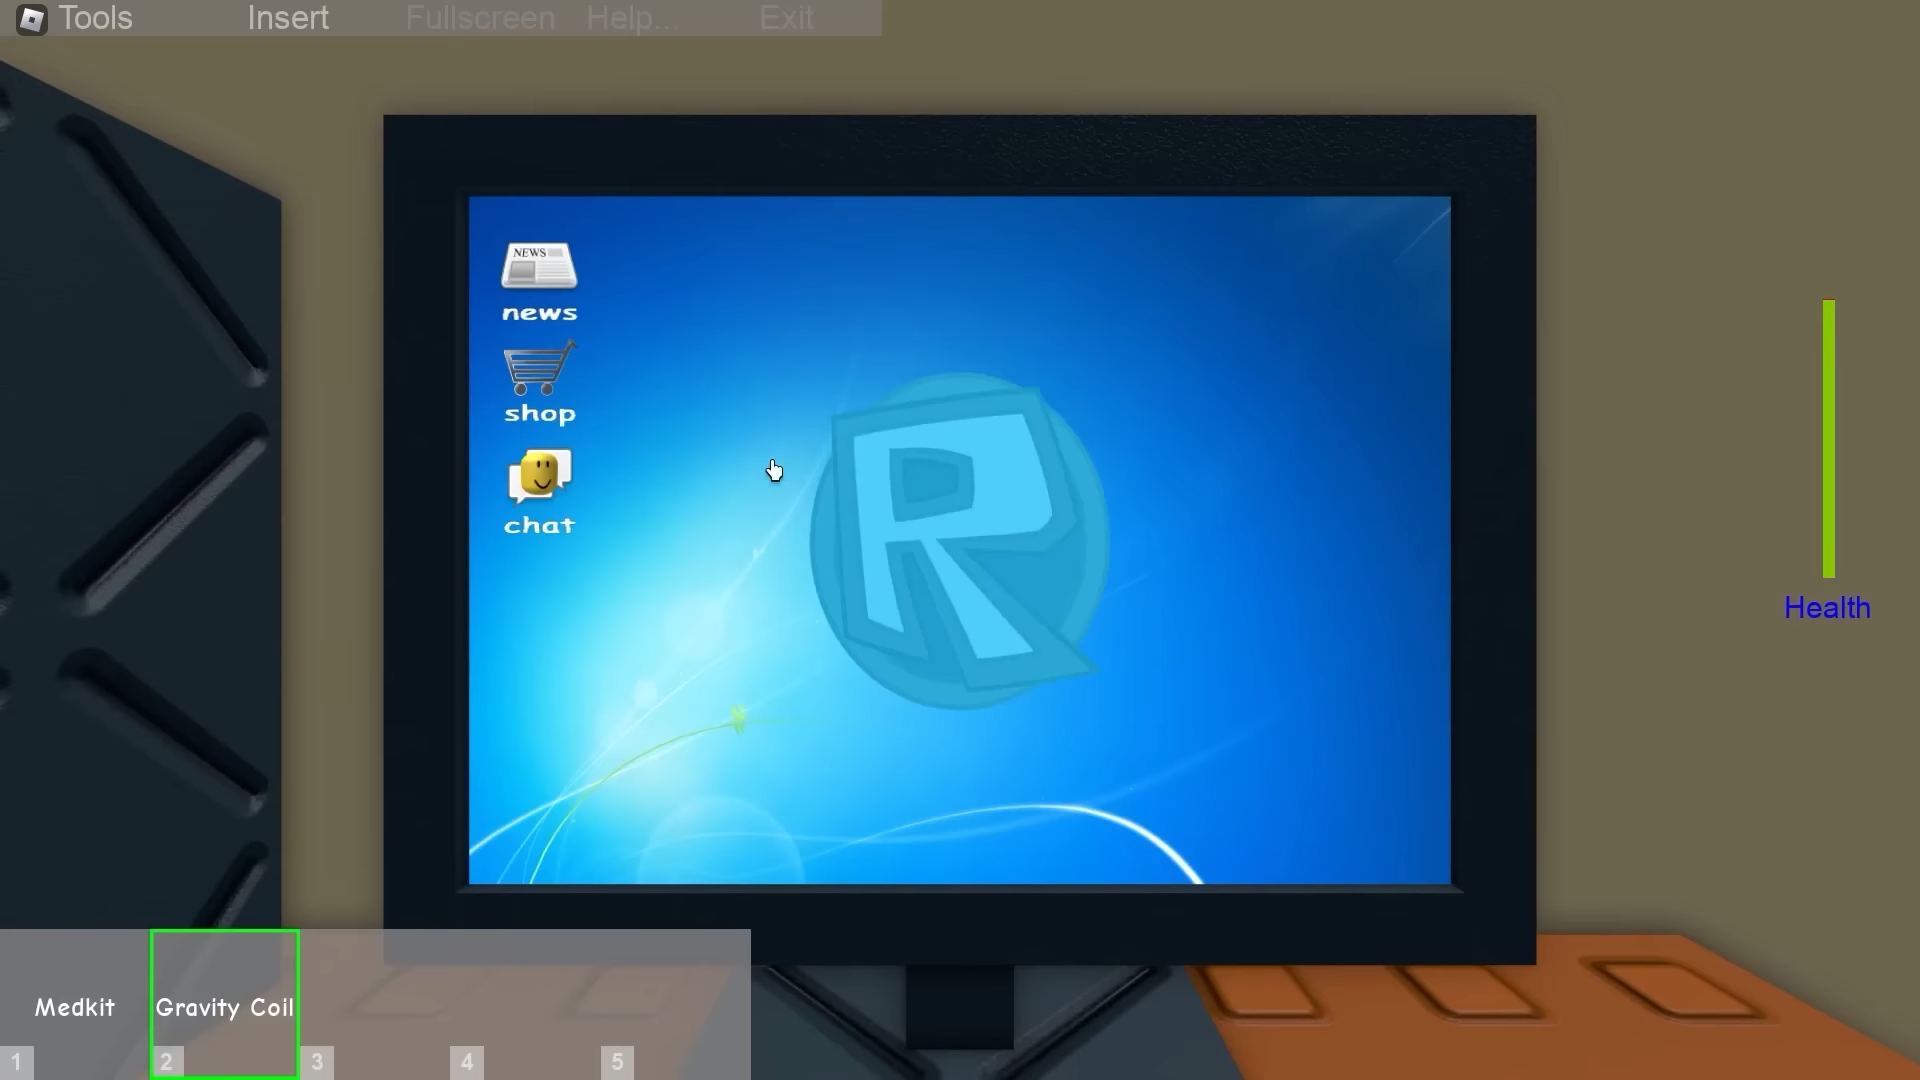 Tools Insert Fullscreen Help... Exit
NEWS
news
shop
chat
R
Health
Medkit Gravity Coil
1 2 3 4 5